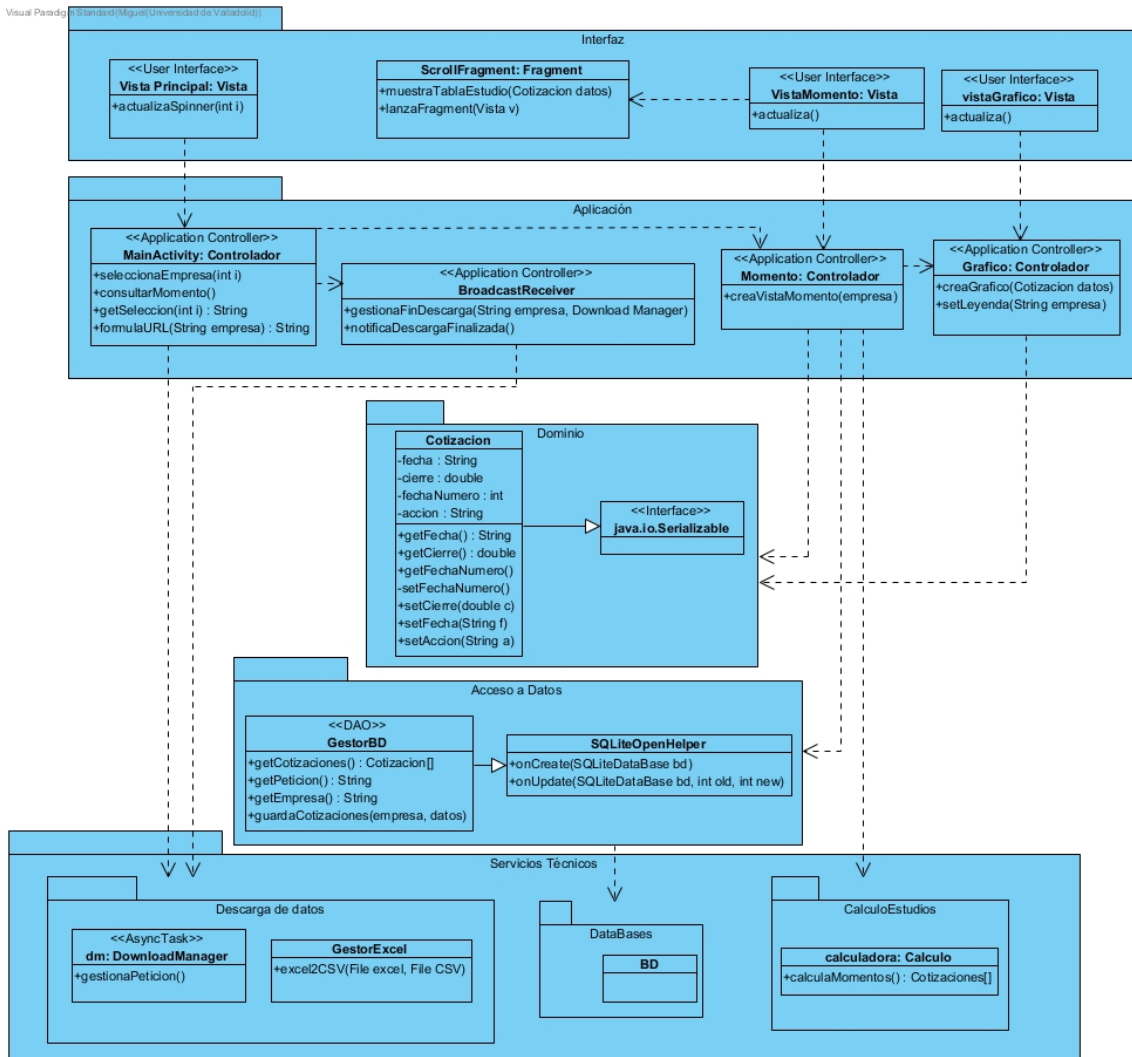 Visual Paradigm Standard(Miguel(Universidad de Valladolid))
Interfaz
<<User Interface>>
Vista Principal: Vista
+actualizaSpinner(int i)
ScrollFragment: Fragment
+muestraTablaEstudio(Cotizacion datos)
+lanzaFragment(Vista v)
<<User Interface>>
VistaMomento: Vista
+actualiza()
<<User Interface>>
vistaGrafico: Vista
+actualiza()
Aplicación
<<Application Controller>>
MainActivity: Controlador
+seleccionaEmpresa(int i)
+consultarMomento()
+getSeleccion(int i) : String
+formulaURL(String empresa) : String
<<Application Controller>>
BroadcastReceiver
+gestionaFinDescarga(String empresa, Download Manager)
+notificaDescargaFinalizada()
<<Application Controller>>
Momento: Controlador
+creaVistaMomento(empresa)
<<Application Controller>>
Grafico: Controlador
+creaGrafico(Cotizacion datos)
+setLeyenda(String empresa)
Dominio
Cotizacion
-fecha : String
-cierre : double
-fechaNumero : int
-accion : String
+getFecha() : String
+getCierre() : double
+getFechaNumero()
-setFechaNumero()
+setCierre(double c)
+setFecha(String f)
+setAccion(String a)
<<Interface>>
java.io.Serializable
Acceso a Datos
<<DAO>>
GestorBD
+getCotizaciones() : Cotizacion[]
+getPeticion() : String
+getEmpresa() : String
+guardaCotizaciones(empresa, datos)
SQLiteOpenHelper
+onCreate(SQLiteDataBase bd)
+onUpdate(SQLiteDataBase bd, int old, int new)
Servicios Técnicos
Descarga de datos
<<AsyncTask>>
dm: DownloadManager
+gestionaPeticion()
GestorExcel
+excel2CSV(File excel, File CSV)
DataBases
BD
CalculoEstudios
calculadora: Calculo
+calculaMomentos() : Cotizaciones[]